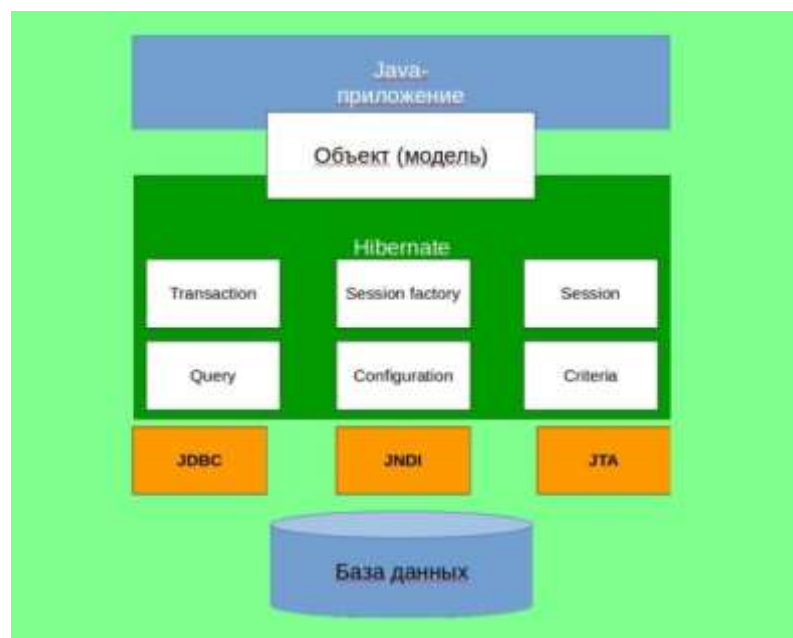 Java-
приложение
Объект (модель)
Hibernate
Transaction
Session factory
Session
Query
Configuration
Criteria
JDBC
JNDI
JTA
База данных